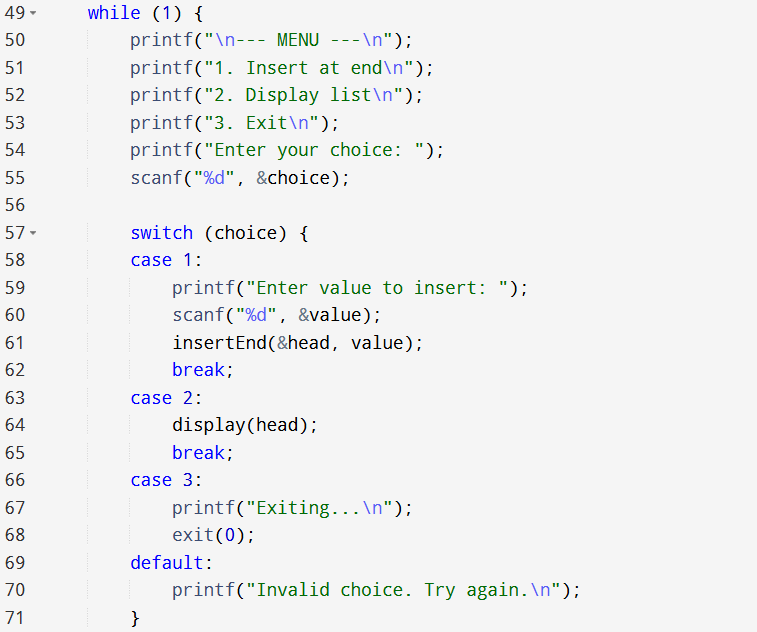 49 while (1) {
50 printf("\n--- MENU ---\n");
51 printf("1. Insert at end\n");
52 printf("2. Display list\n");
53 printf("3. Exit\n");
54 printf("Enter your choice: ");
55 scanf("%d", &choice);
56
57 switch (choice) {
58 case 1:
59 printf("Enter value to insert: ");
60 scanf("%d", &value);
61 insertEnd(&head, value);
62 break;
63 case 2:
64 display(head);
65 break;
66 case 3:
67 printf("Exiting...\n");
68 exit(0);
69 default:
70 printf("Invalid choice. Try again.\n");
71 }